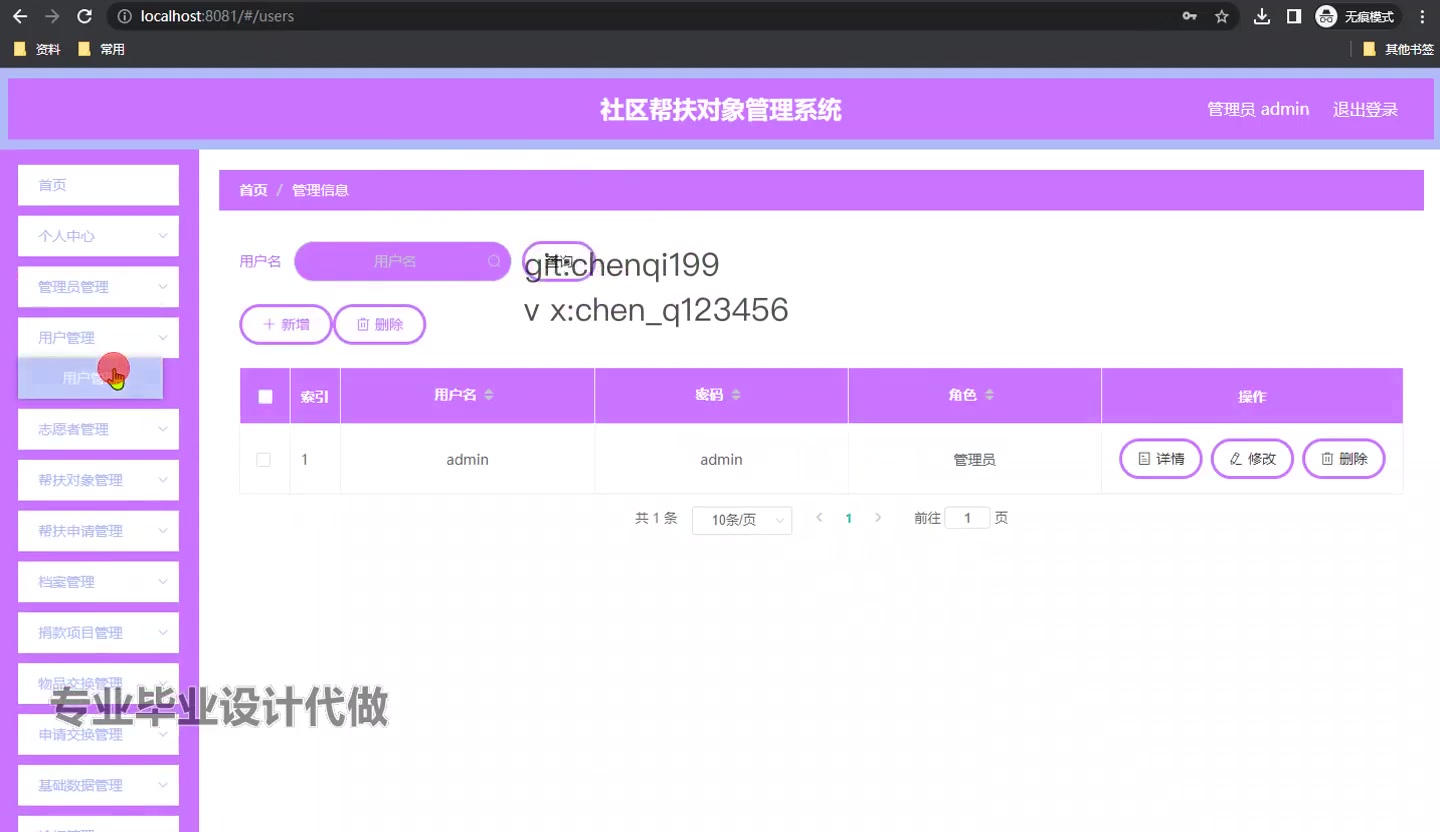 localhost:8081/#/users
无痕模式
资料
常用
其他书签
社区帮扶对象管理系统
管理员 admin
退出登录
首页
个人中心
管理员管理
用户管理
志愿者管理
帮扶对象管理
帮扶申请管理
档案管理
捐款项目管理
物品交换管理
申请交换管理
基础数据管理
首页 / 管理信息
用户名
用户名
查询
git:chenqi199
v x:chen_q123456
新增
删除
索引 用户名 密码 角色 操作
1 admin admin 管理员 详情 修改 删除
共 1 条 10条/页 1 前往 1 页
专业毕业设计代做